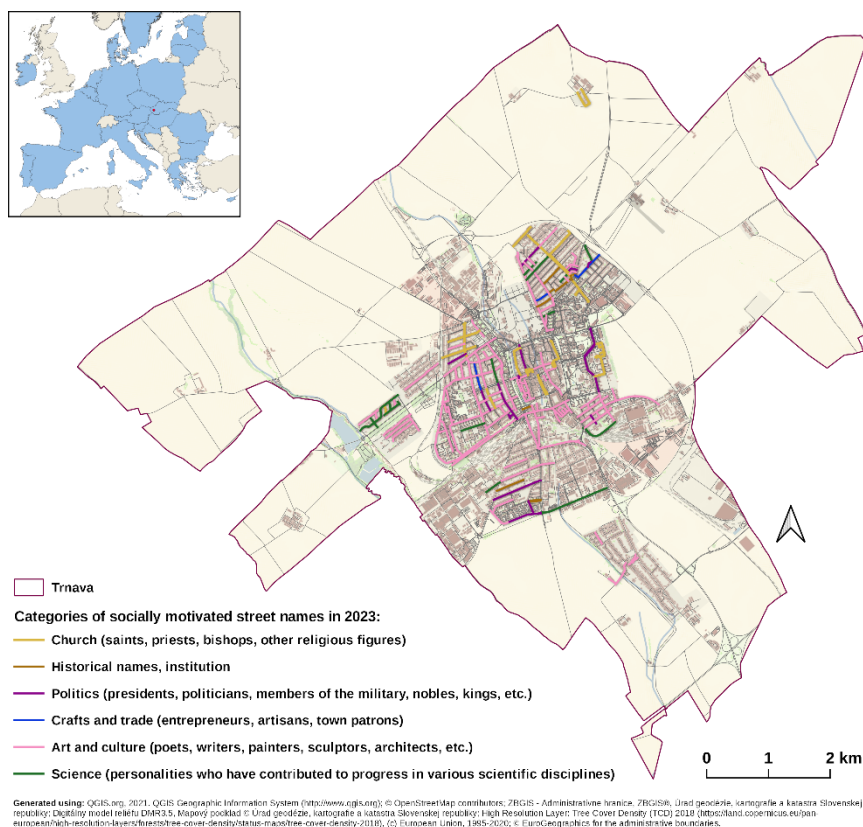 Trnava
Categories of socially motivated street names in 2023:
Church (saints, priests, bishops, other religious figures)
Historical names, institution
Politics (presidents, politicians, members of the military, nobles, kings, etc.)
Crafts and trade (entrepreneurs, artisans, town patrons)
Art and culture (poets, writers, painters, sculptors, architects, etc.)
Science (personalities who have contributed to progress in various scientific disciplines)
0 1 2 km
Generated using: QGIS.org, 2021. QGIS Geographic Information System (http://www.qgis.org); © OpenStreetMap contributors; ZBGIS - Administratívne hranice, ZBGIS®, Úrad geodézie, kartografie a katastra Slovenskej
republiky; Digitálny model reliéfu DMR3.5, Mapový podklad © Úrad geodézie, kartografie a katastra Slovenskej republiky; High Resolution Layer: Tree Cover Density (TCD) 2018 (https://land.copernicus.eu/pan-
european/high-resolution-layers/forests/tree-cover-density/status-maps/tree-cover-density-2018), (c) European Union, 1995-2020; © EuroGeographics for the administrative boundaries.